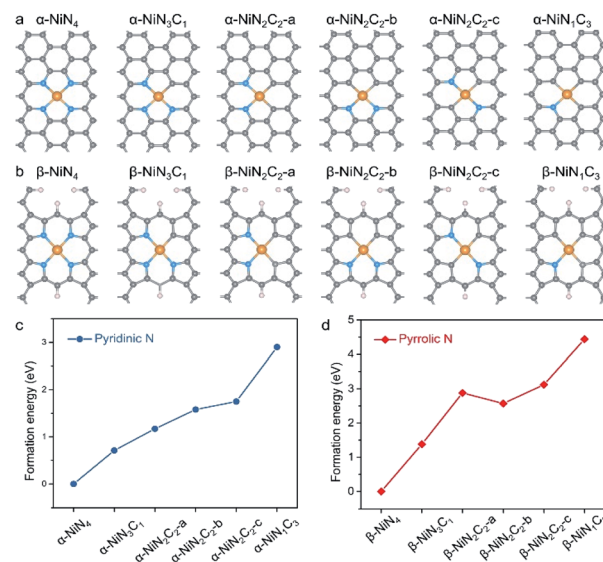 a
α-NiN₄ α-NiN₃C₁ α-NiN₂C₂-a α-NiN₂C₂-b α-NiN₂C₂-c α-NiN₁C₃
b
β-NiN₄ β-NiN₃C₁ β-NiN₂C₂-a β-NiN₂C₂-b β-NiN₂C₂-c β-NiN₁C₃
c
Pyridinic N
Formation energy (eV)
3
2
1
0
α-NiN₄ α-NiN₃C₁ α-NiN₂C₂-a α-NiN₂C₂-b α-NiN₂C₂-c α-NiN₁C₃
d
Pyrrolic N
Formation energy (eV)
5
4
3
2
1
0
β-NiN₄ β-NiN₃C₁ β-NiN₂C₂-a β-NiN₂C₂-b β-NiN₂C₂-c